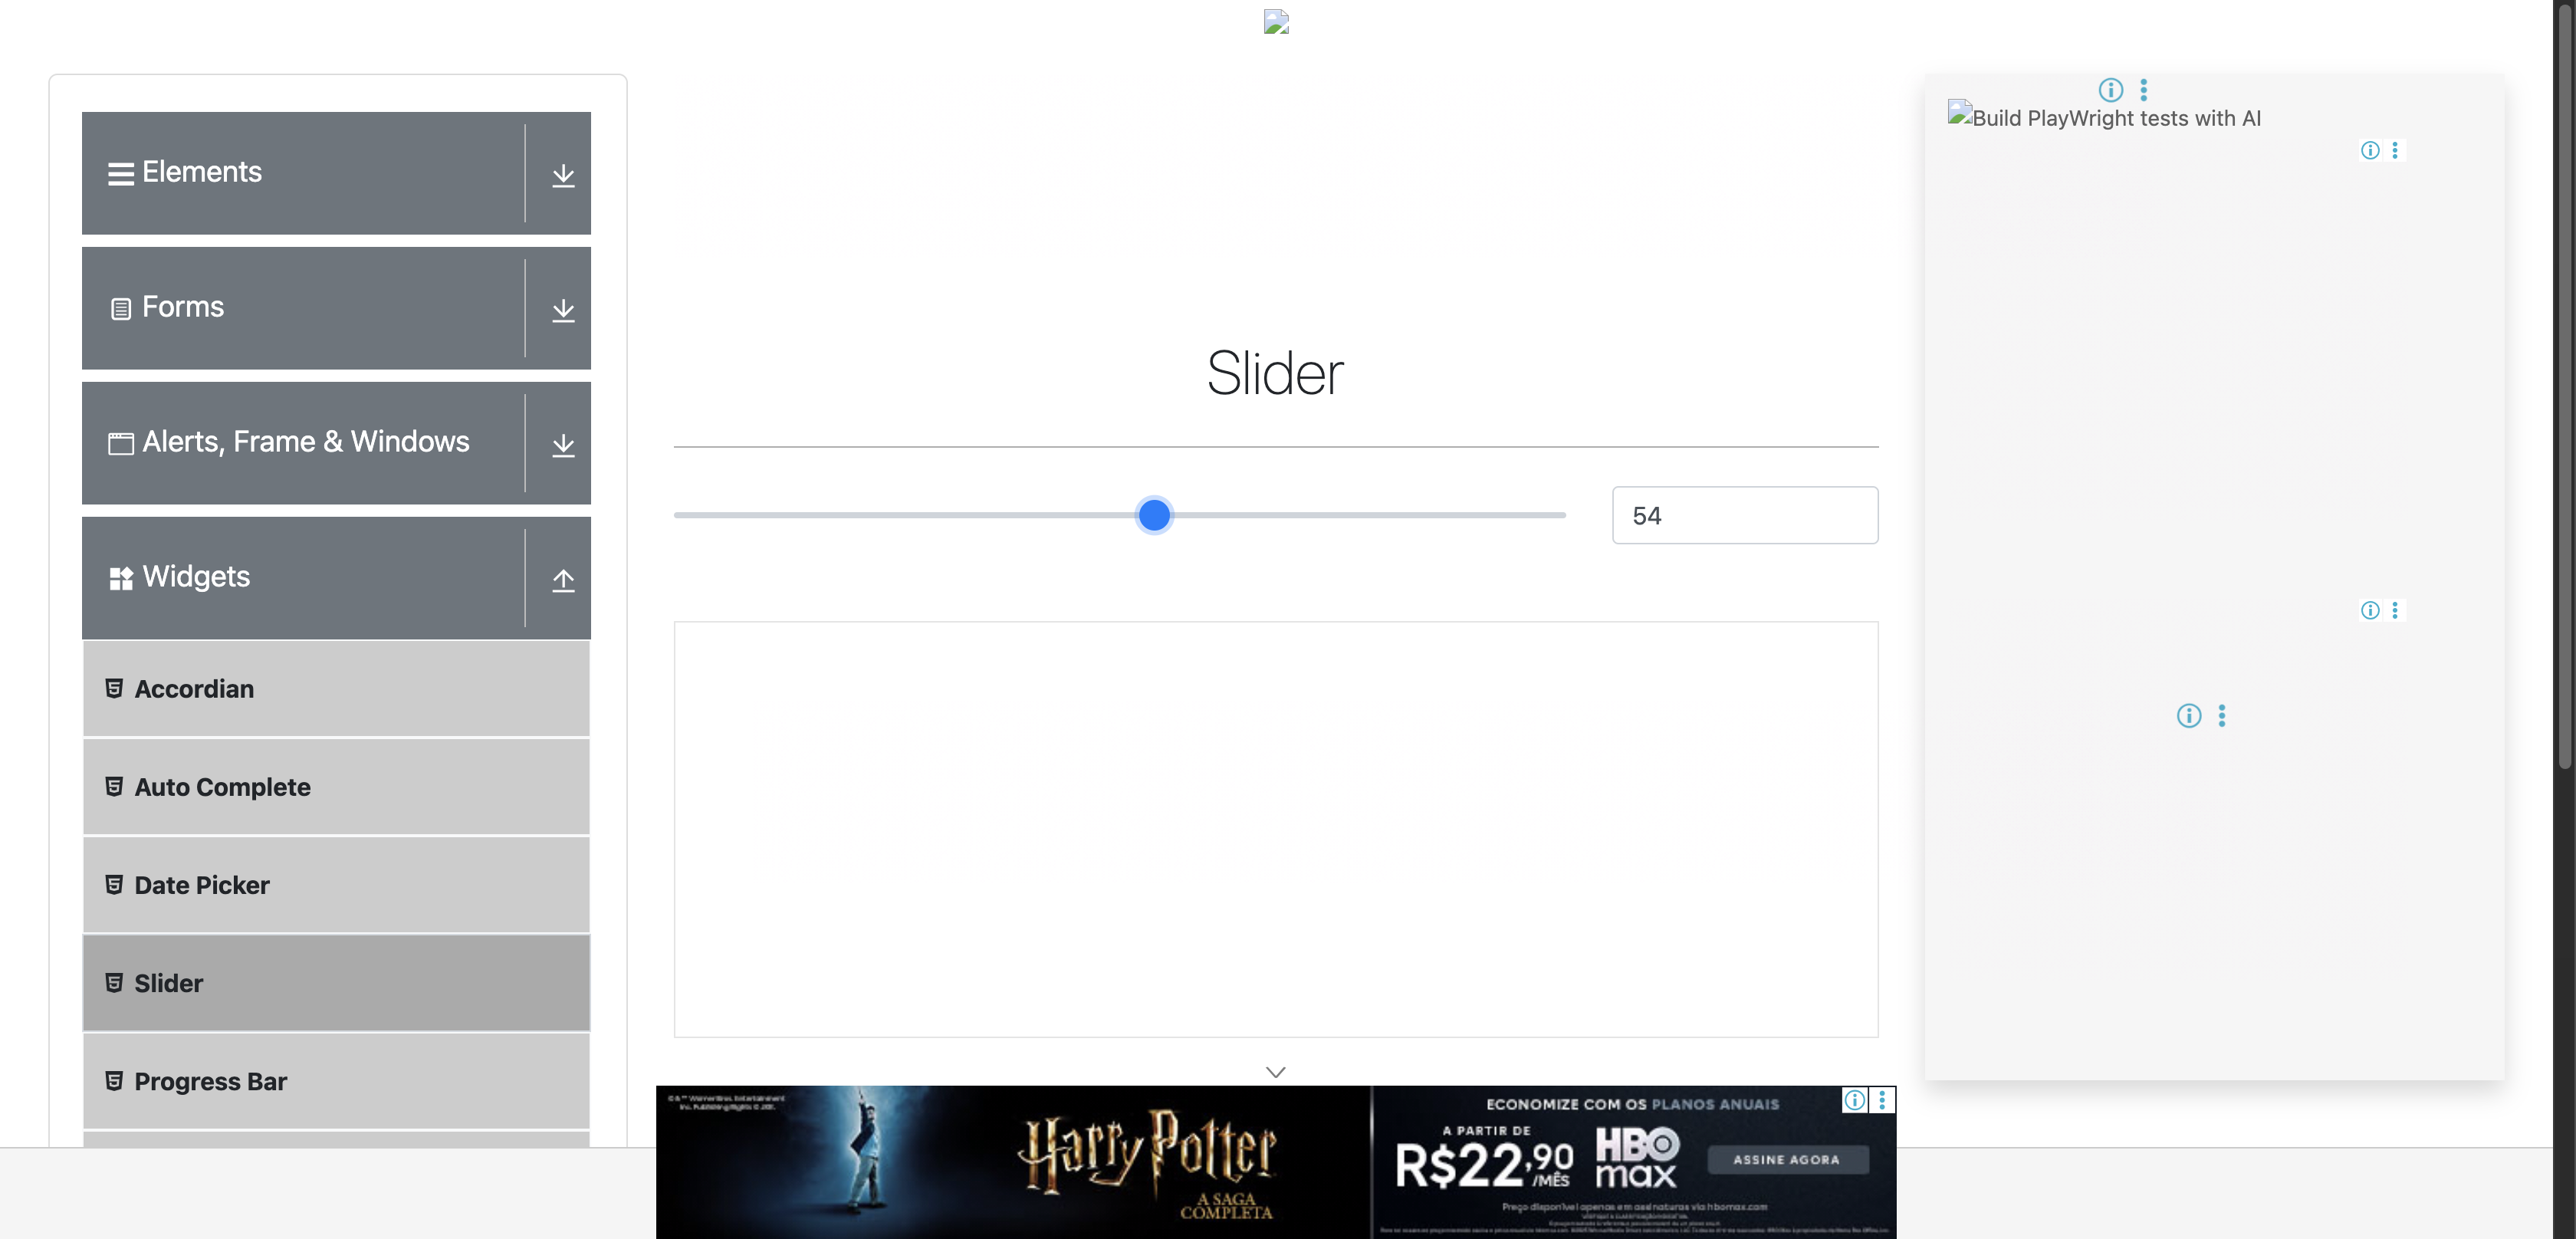 Elements
Forms
Alerts, Frame & Windows
Widgets
Accordian
Auto Complete
Date Picker
Slider
Progress Bar
Slider
54
Build PlayWright tests with AI
Harry Potter
A SAGA
COMPLETA
ECONOMIZE COM OS PLANOS ANUAIS
A PARTIR DE
R$22,90
/MÊS
HBO
max
ASSINE AGORA
Preço disponível apenas em assinaturas via hbomax.com